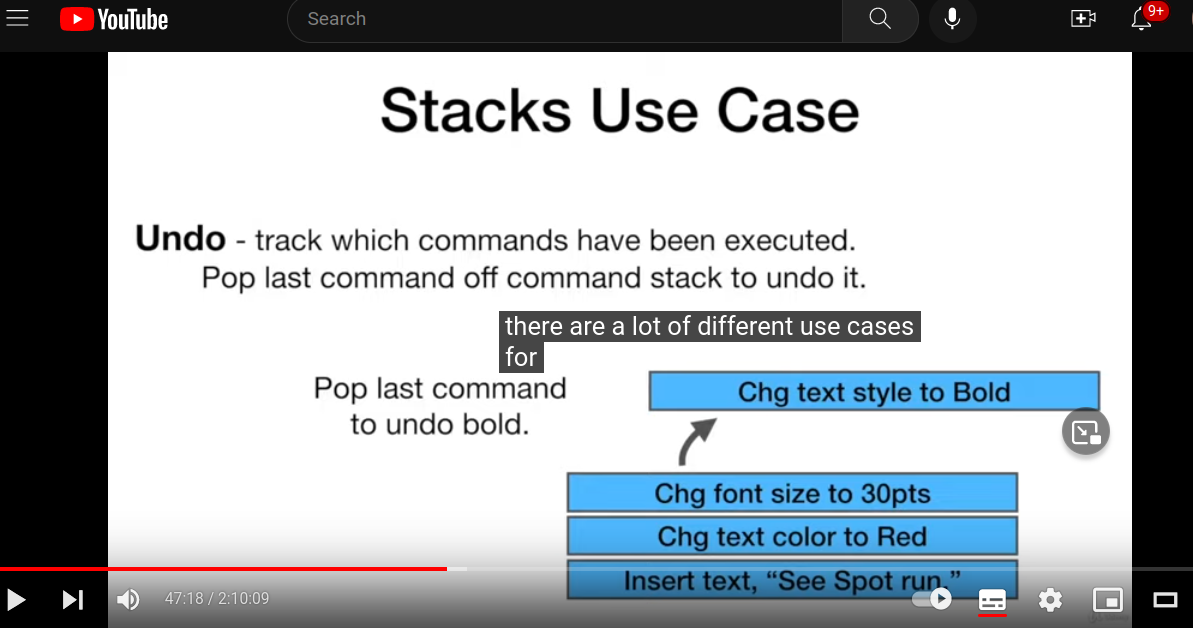 YouTube
Search
9+
Stacks Use Case
Undo - track which commands have been executed.
Pop last command off command stack to undo it.
there are a lot of different use cases
for
Pop last command
to undo bold.
Chg text style to Bold
Chg font size to 30pts
Chg text color to Red
Insert text, “See Spot run.”
47:18 / 2:10:09